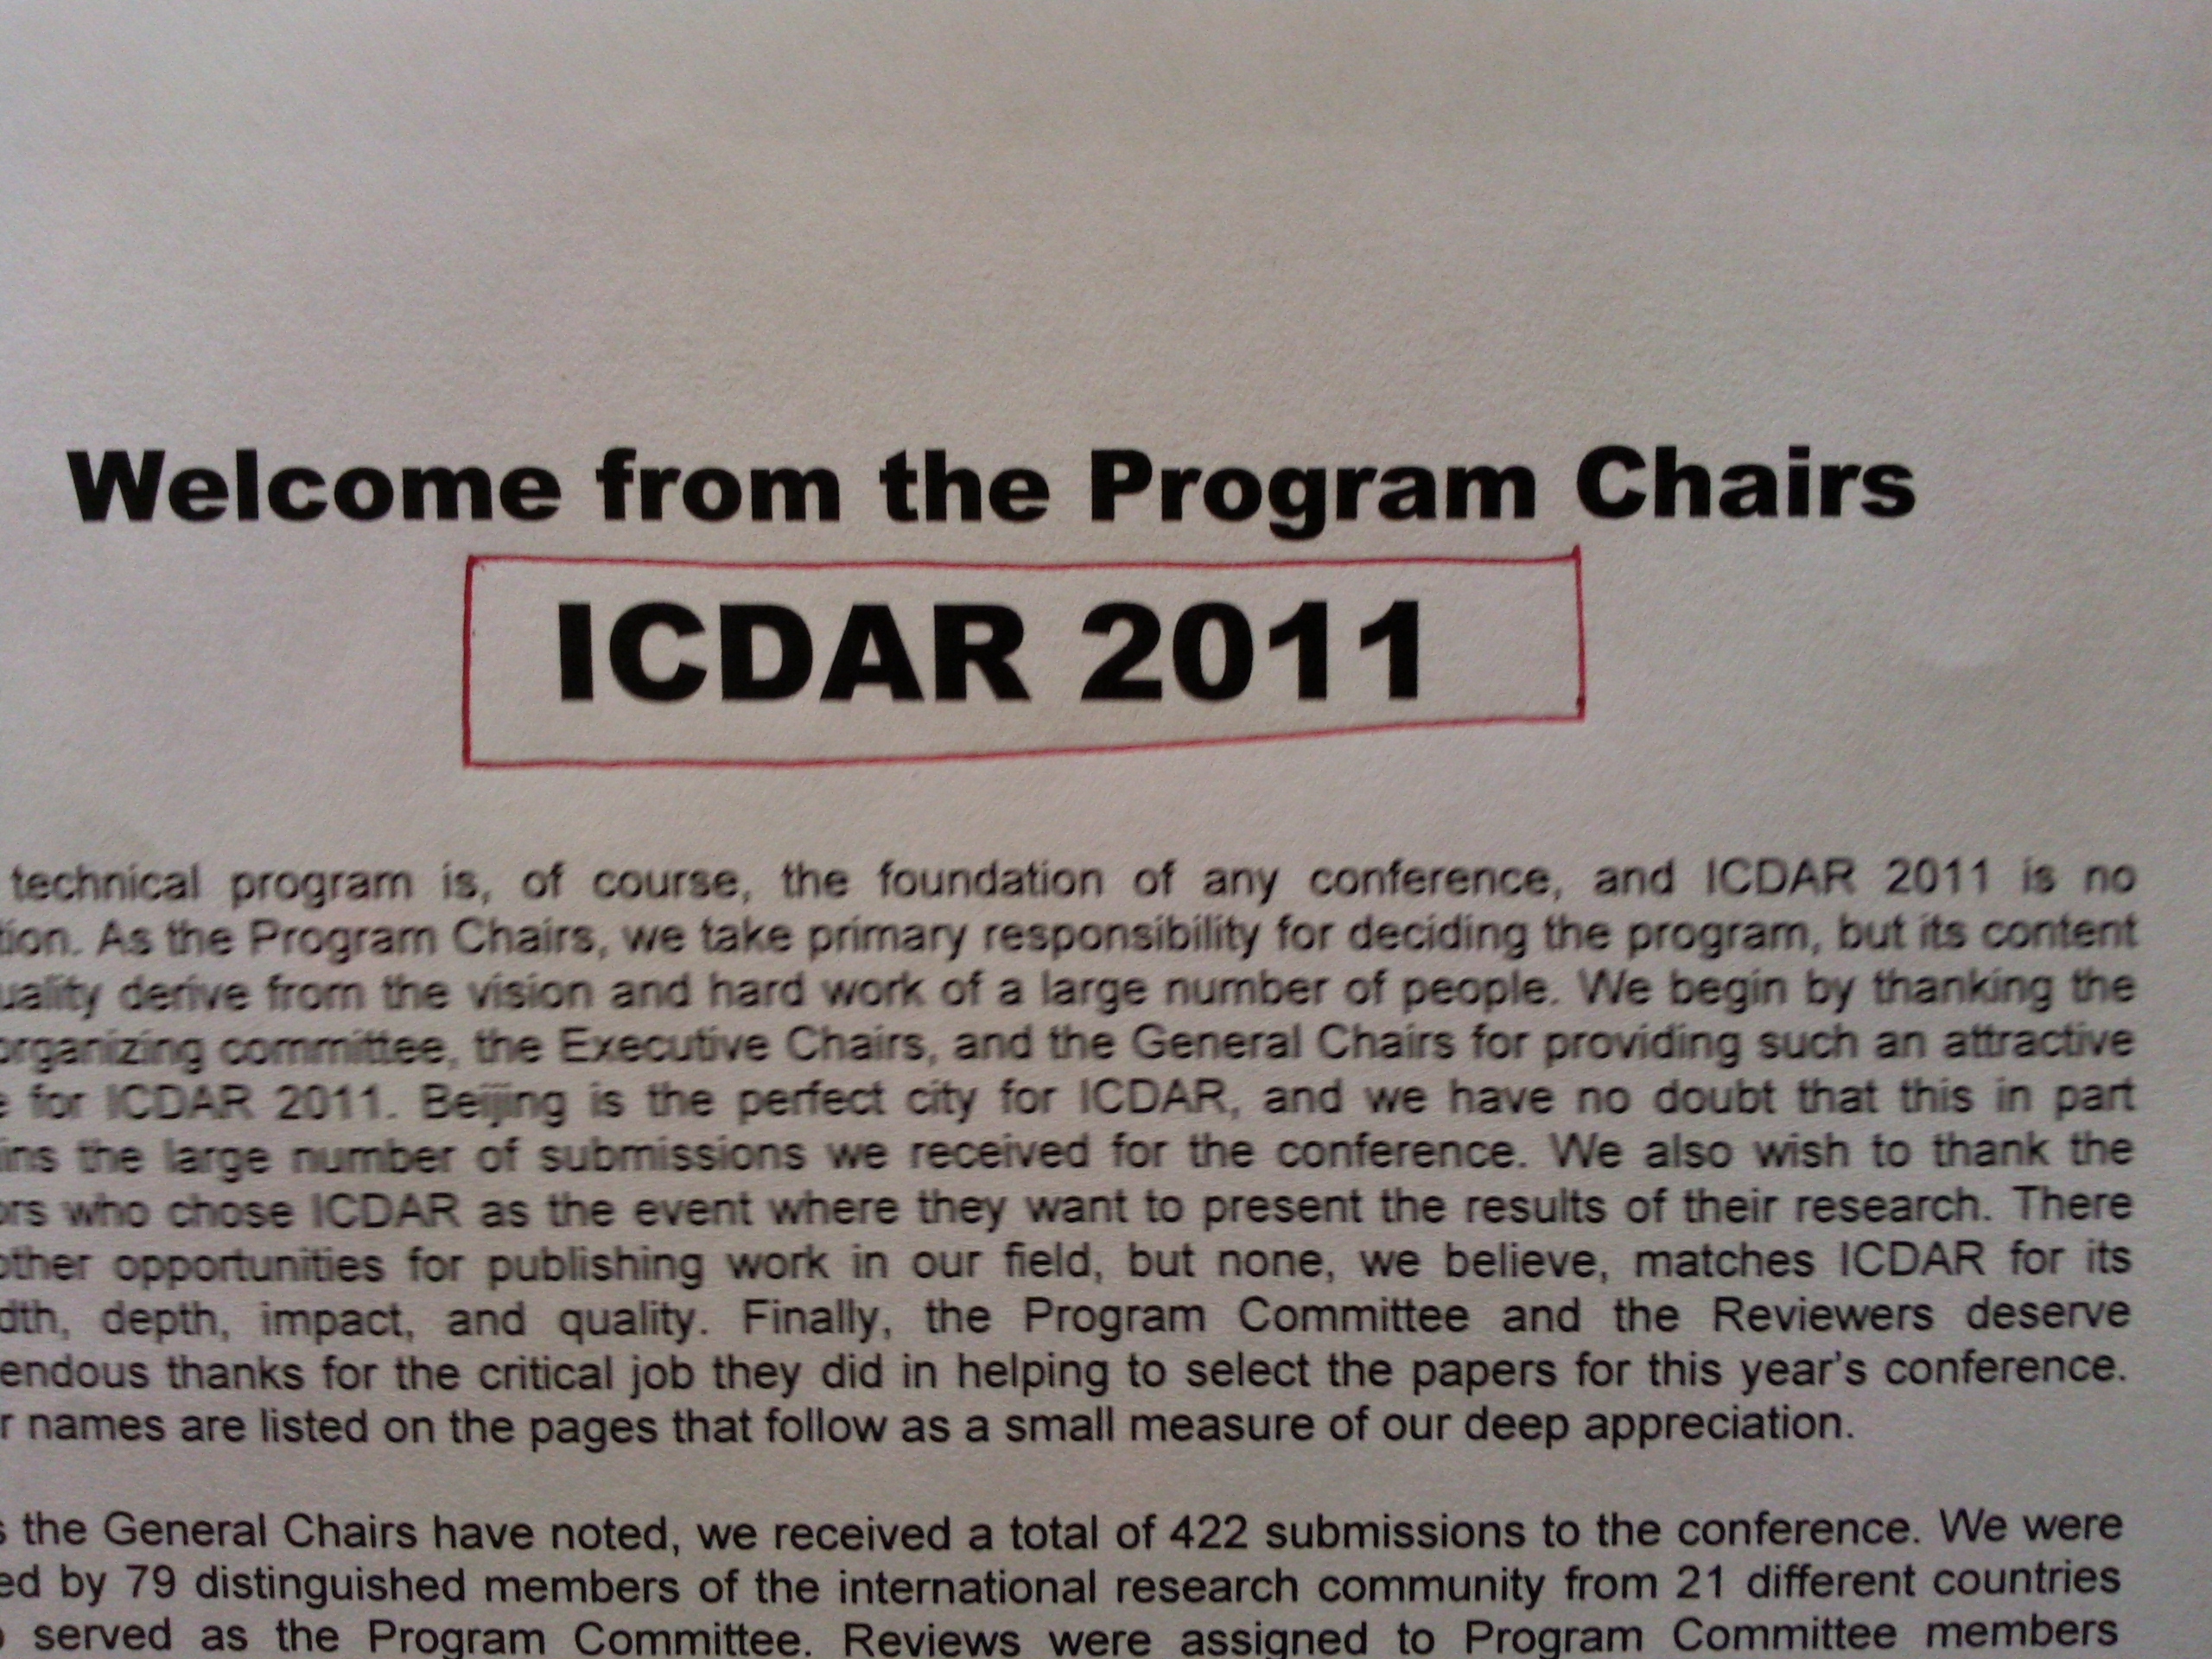 Welcome from the Program Chairs
ICDAR 2011
technical program is, of course, the foundation of any conference, and ICDAR 2011 is no
tion. As the Program Chairs, we take primary responsibility for deciding the program, but its content
uality derive from the vision and hard work of a large number of people. We begin by thanking the
organizing committee, the Executive Chairs, and the General Chairs for providing such an attractive
e for ICDAR 2011. Beijing is the perfect city for ICDAR, and we have no doubt that this in part
ins the large number of submissions we received for the conference. We also wish to thank the
ors who chose ICDAR as the event where they want to present the results of their research. There
other opportunities for publishing work in our field, but none, we believe, matches ICDAR for its
dth, depth, impact, and quality. Finally, the Program Committee and the Reviewers deserve
endous thanks for the critical job they did in helping to select the papers for this year's conference.
r names are listed on the pages that follow as a small measure of our deep appreciation.
s the General Chairs have noted, we received a total of 422 submissions to the conference. We were
ed by 79 distinguished members of the international research community from 21 different countries
o served as the Program Committee. Reviews were assigned to Program Committee members